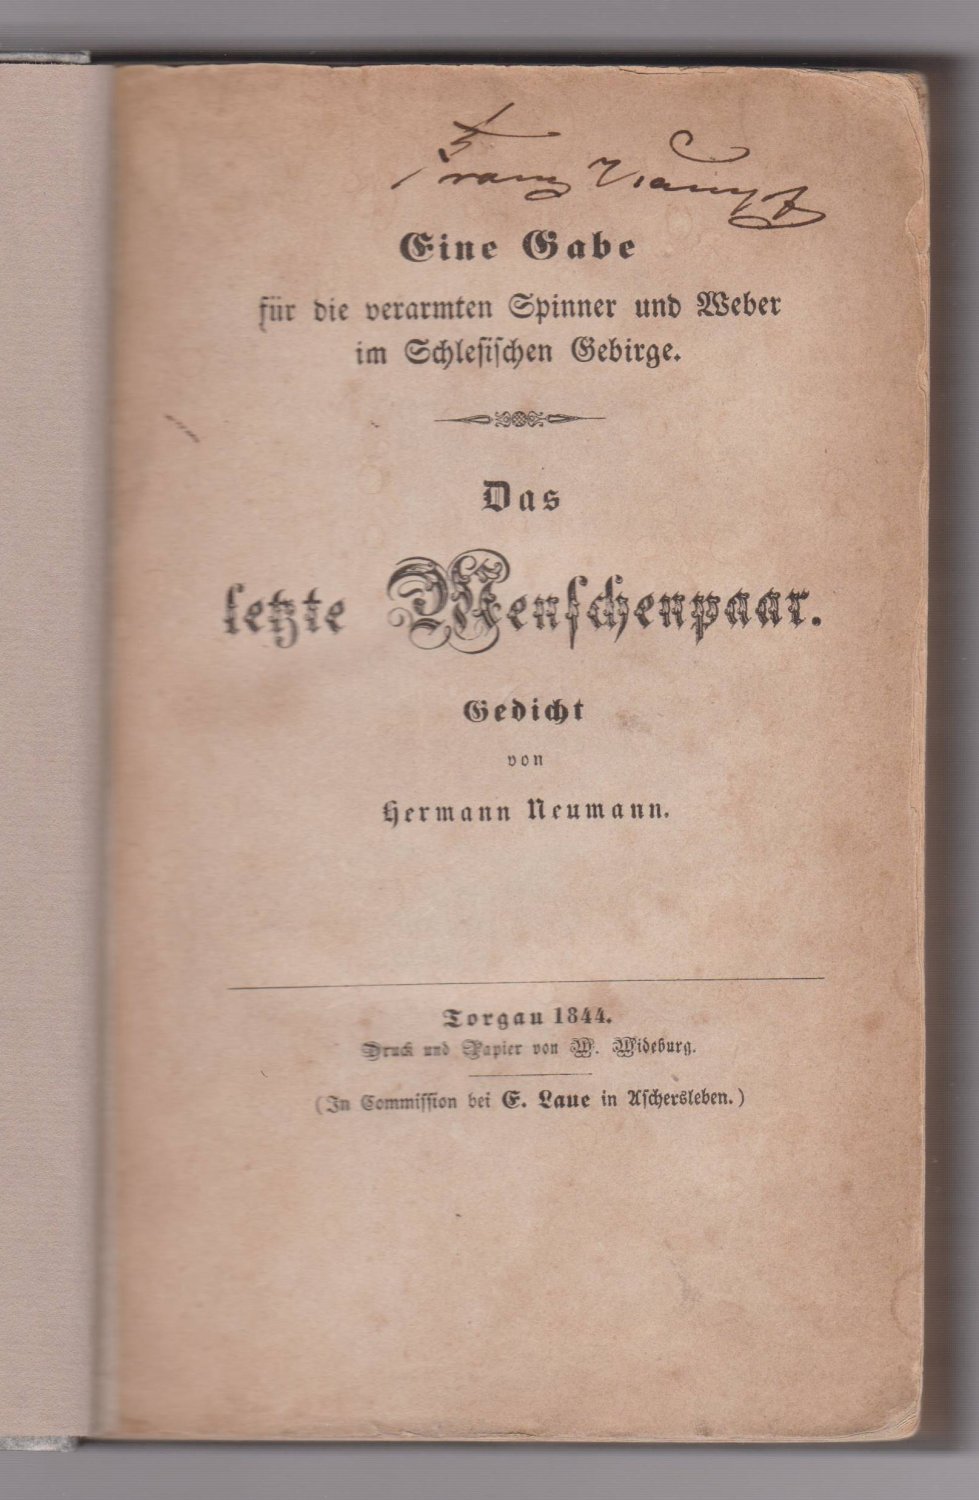 Franz
Eine Gabe
für die verarmten Spinner und Weber
im Schlesischen Gebirge.
Das
letzte Menschenpaar.
Gedicht
von
Hermann Neumann.
Torgau 1844.
Druck und Papier von W. Wideburg.
(In Commission bei E. Laue in Aschersleben.)